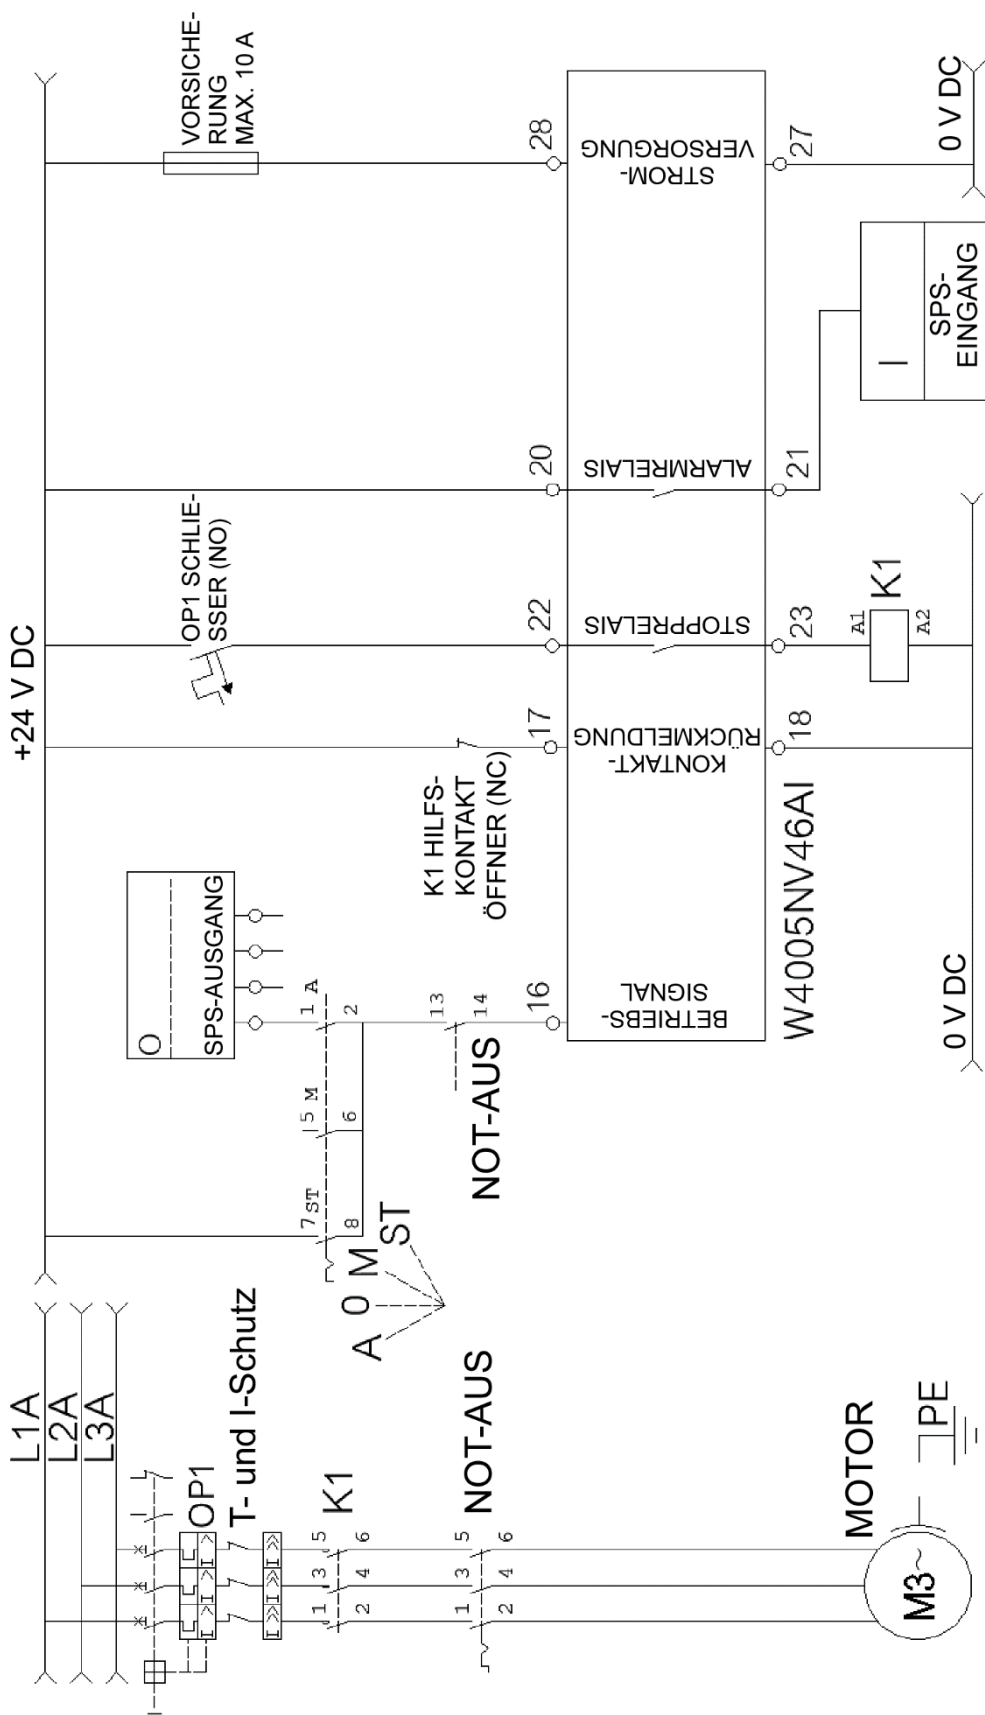 L1A
L2A
L3A
OP1
T- und I-Schutz
I>
I>
I>
I>>
I>>
I>>
K1
1
3
5
2
4
6
NOT-AUS
1
3
5
2
4
6
MOTOR
M3~
PE
+24 V DC
A
0
M
ST
7
ST
8
5
M
6
1
A
2
O
SPS-AUSGANG
NOT-AUS
13
14
16
K1 HILFS-
KONTAKT
ÖFFNER (NC)
17
OP1 SCHLIE-
SSER (NO)
22
20
VORSICHE-
RUNG
MAX. 10 A
28
BETRIEBS-
SIGNAL
KONTAKT-
RÜCKMELDUNG
STOPPRELAIS
ALARMRELAIS
STROM-
VERSORGUNG
W4005NV46AI
18
23
21
27
A1
A2
K1
I
SPS-
EINGANG
0 V DC
0 V DC